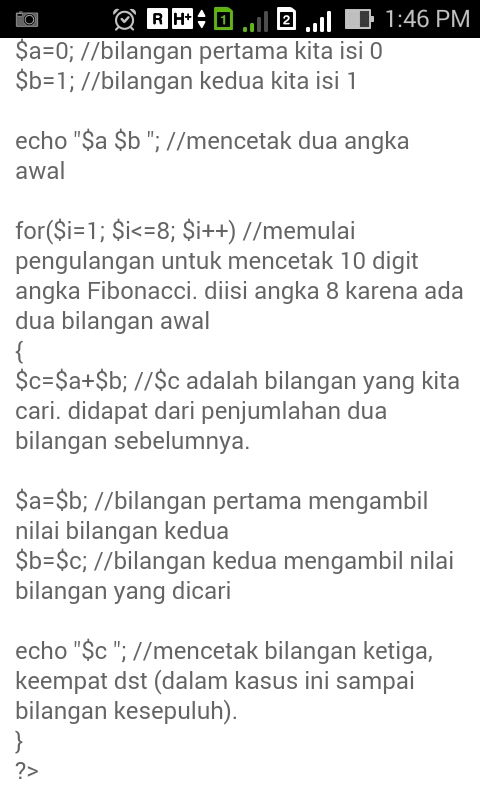 R H+ 1 2 1:46 PM
$a=0; //bilangan pertama kita isi 0
$b=1; //bilangan kedua kita isi 1
echo "$a $b "; //mencetak dua angka
awal
for($i=1; $i<=8; $i++) //memulai
pengulangan untuk mencetak 10 digit
angka Fibonacci. diisi angka 8 karena ada
dua bilangan awal
{
$c=$a+$b; //$c adalah bilangan yang kita
cari. didapat dari penjumlahan dua
bilangan sebelumnya.
$a=$b; //bilangan pertama mengambil
nilai bilangan kedua
$b=$c; //bilangan kedua mengambil nilai
bilangan yang dicari
echo "$c "; //mencetak bilangan ketiga,
keempat dst (dalam kasus ini sampai
bilangan kesepuluh).
}
?>